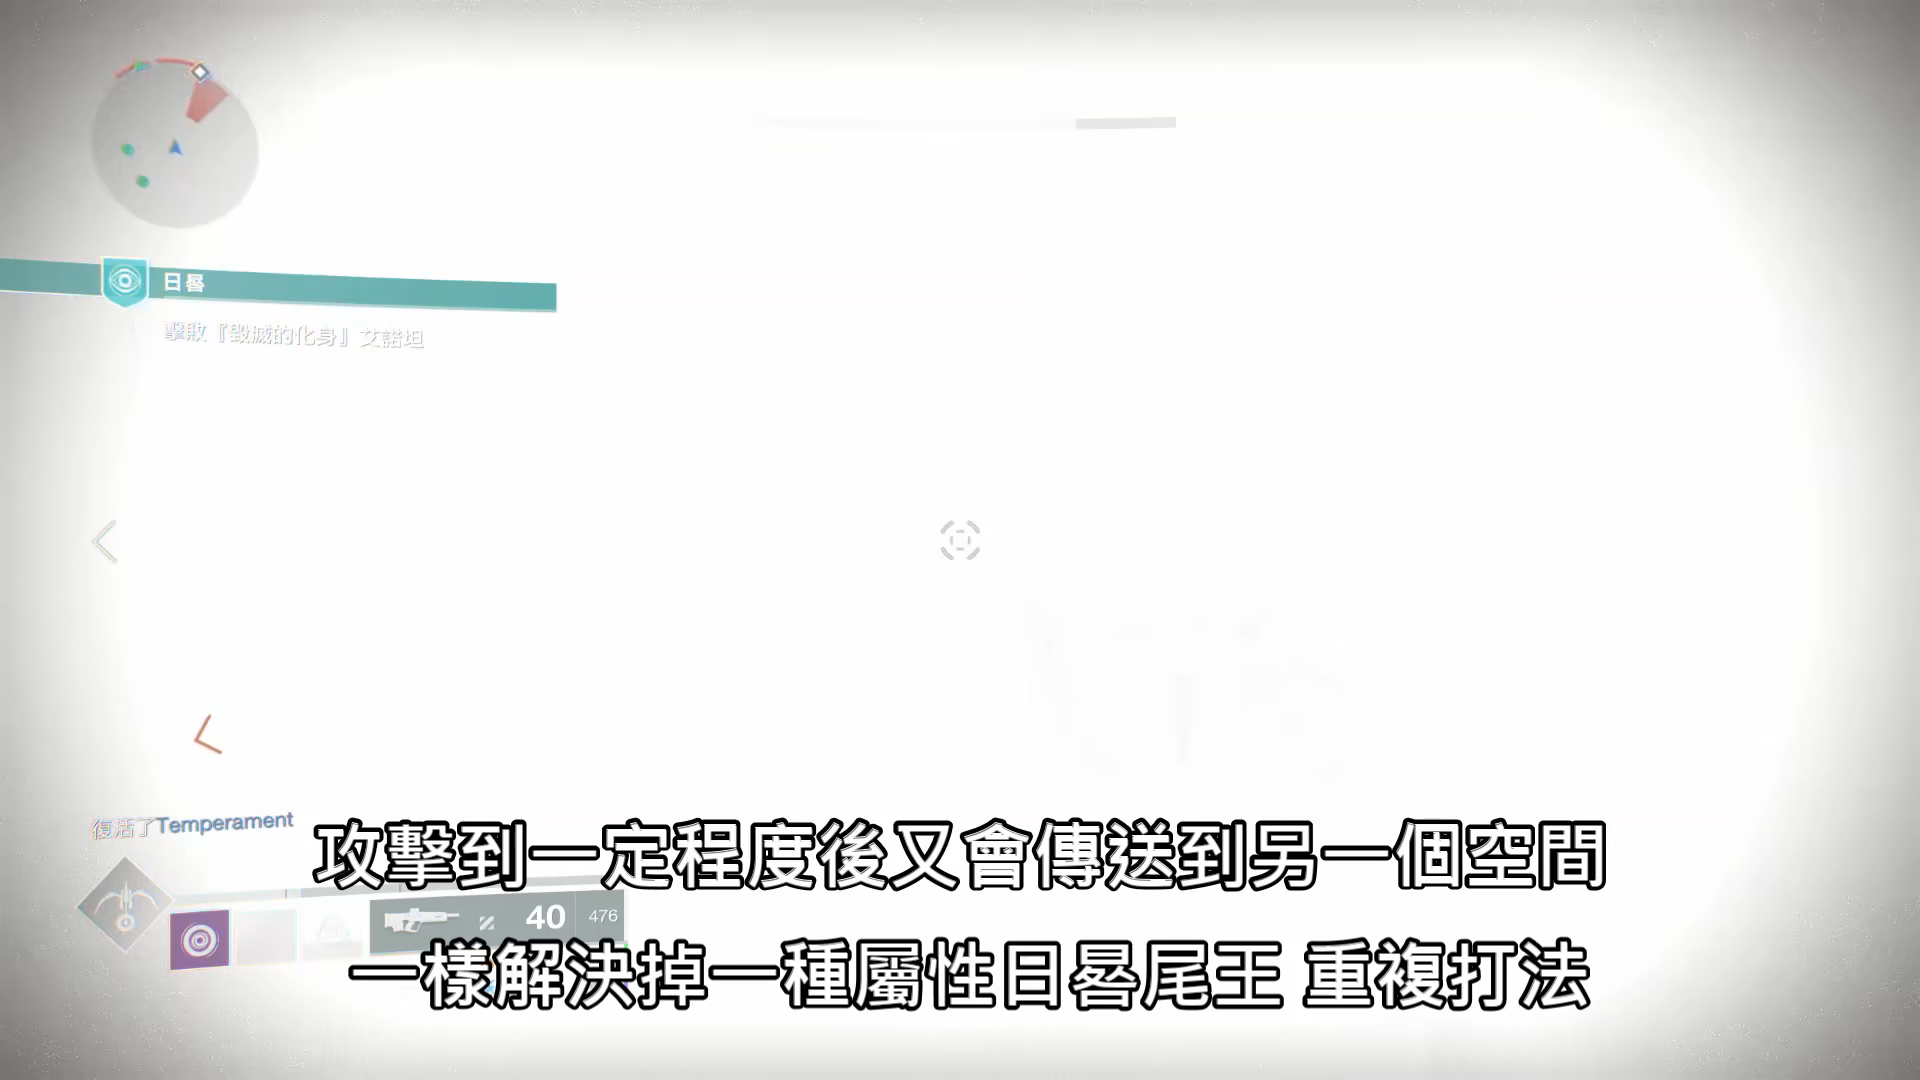 日晷
擊敗『毀滅的化身』艾諾坦
復活了Temperament
攻擊到一定程度後又會傳送到另一個空間
40 476
一樣解決掉一種屬性日晷尾王 重複打法